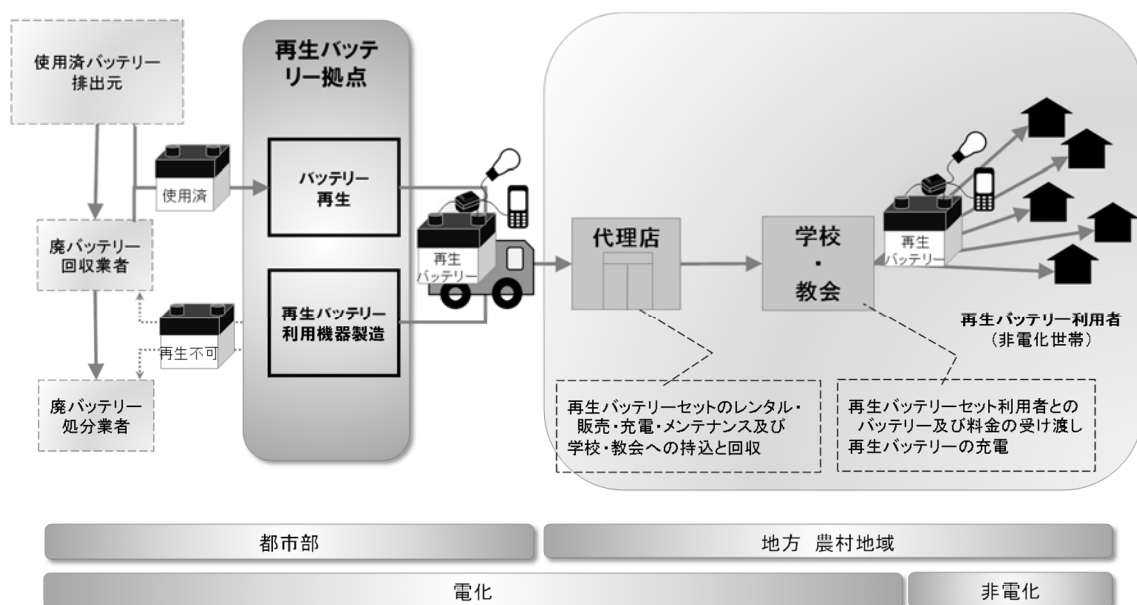 使用済バッテリー
排出元
使用済
廃バッテリー
回収業者
再生不可
廃バッテリー
処分業者
再生バッテ
リー拠点
バッテリー
再生
再生バッテリー
利用機器製造
再生
バッテリー
代理店
学校
・
教会
再生
バッテリー
再生バッテリー利用者
(非電化世帯)
再生バッテリーセットのレンタル・
販売・充電・メンテナンス及び
学校・教会への持込と回収
再生バッテリーセット利用者との
バッテリー及び料金の受け渡し
再生バッテリーの充電
都市部
地方 農村地域
電化
非電化